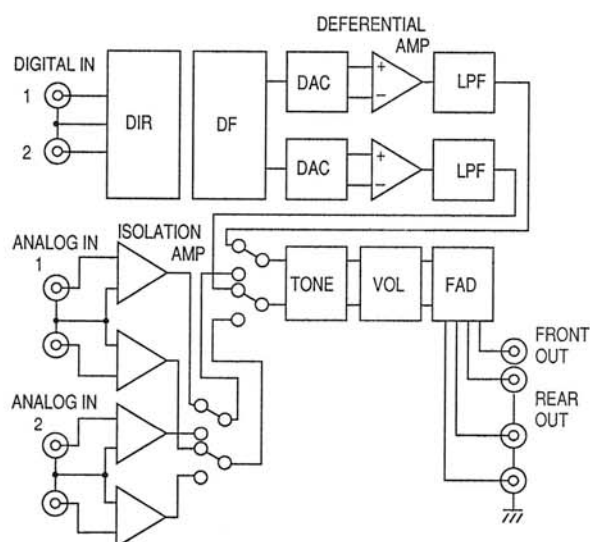 DEFERENTIAL
AMP
DIGITAL IN
1
2
DIR
DF
DAC
+
−
LPF
DAC
+
−
LPF
ANALOG IN
1
ISOLATION
AMP
TONE
VOL
FAD
FRONT
OUT
REAR
OUT
ANALOG IN
2